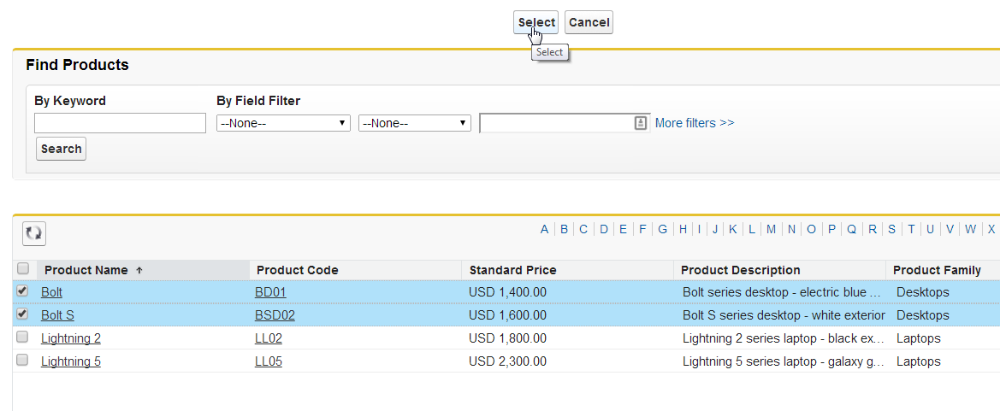 Select Cancel
Select
Find Products
By Keyword By Field Filter
--None-- --None-- More filters >>
Search
A B C D E F G H I J K L M N O P Q R S T U V W X
Product Name Product Code Standard Price Product Description Product Family
Bolt BD01 USD 1,400.00 Bolt series desktop - electric blue ... Desktops
Bolt S BSD02 USD 1,600.00 Bolt S series desktop - white exterior Desktops
Lightning 2 LL02 USD 1,800.00 Lightning 2 series laptop - black ex... Laptops
Lightning 5 LL05 USD 2,300.00 Lightning 5 series laptop - galaxy g... Laptops